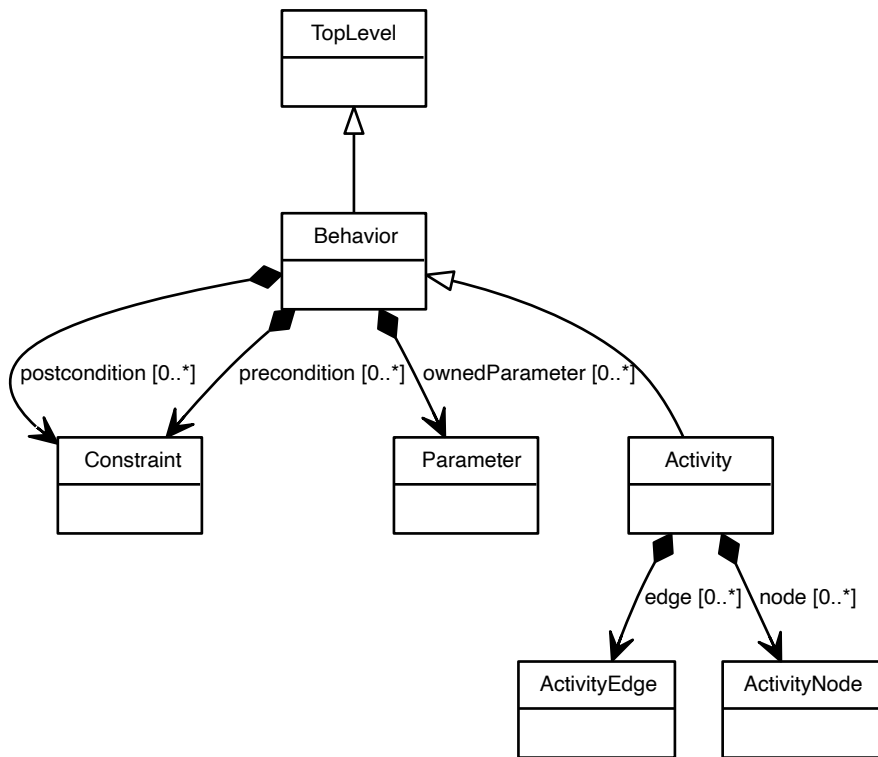 TopLevel
Behavior
postcondition [0..*]
precondition [0..*]
ownedParameter [0..*]
Constraint
Parameter
Activity
edge [0..*]
node [0..*]
ActivityEdge
ActivityNode